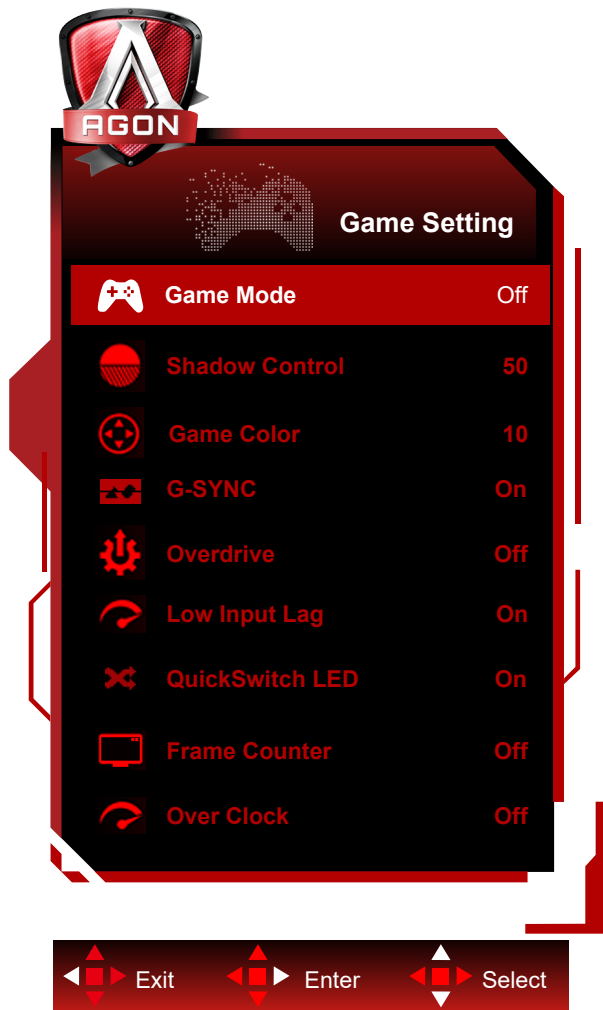 AGON
Game Setting
Game Mode Off
Shadow Control 50
Game Color 10
G-SYNC On
Overdrive Off
Low Input Lag On
QuickSwitch LED On
Frame Counter Off
Over Clock Off
Exit Enter Select